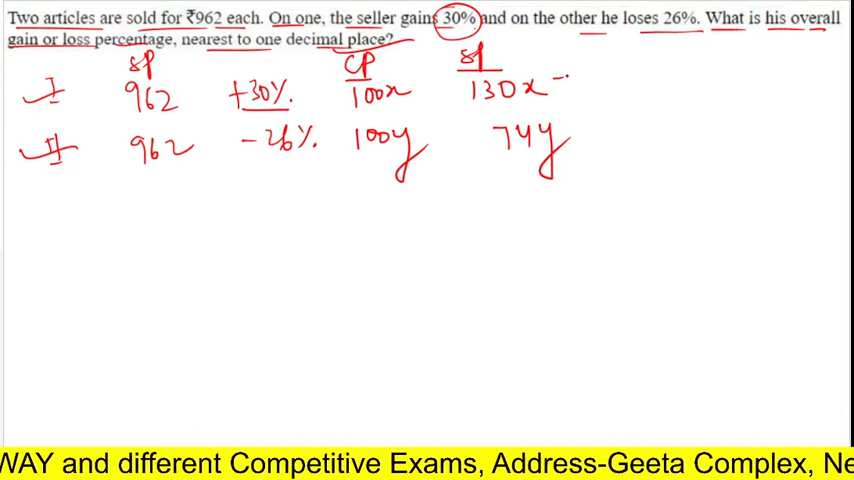 Two articles are sold for ₹962 each. On one, the seller gains 30% and on the other he loses 26%. What is his overall
gain or loss percentage, nearest to one decimal place?
SP CP SP
I 962 +30%. 100x 130x -
II 962 -26%. 100y 74y
WAY and different Competitive Exams, Address-Geeta Complex, Ne